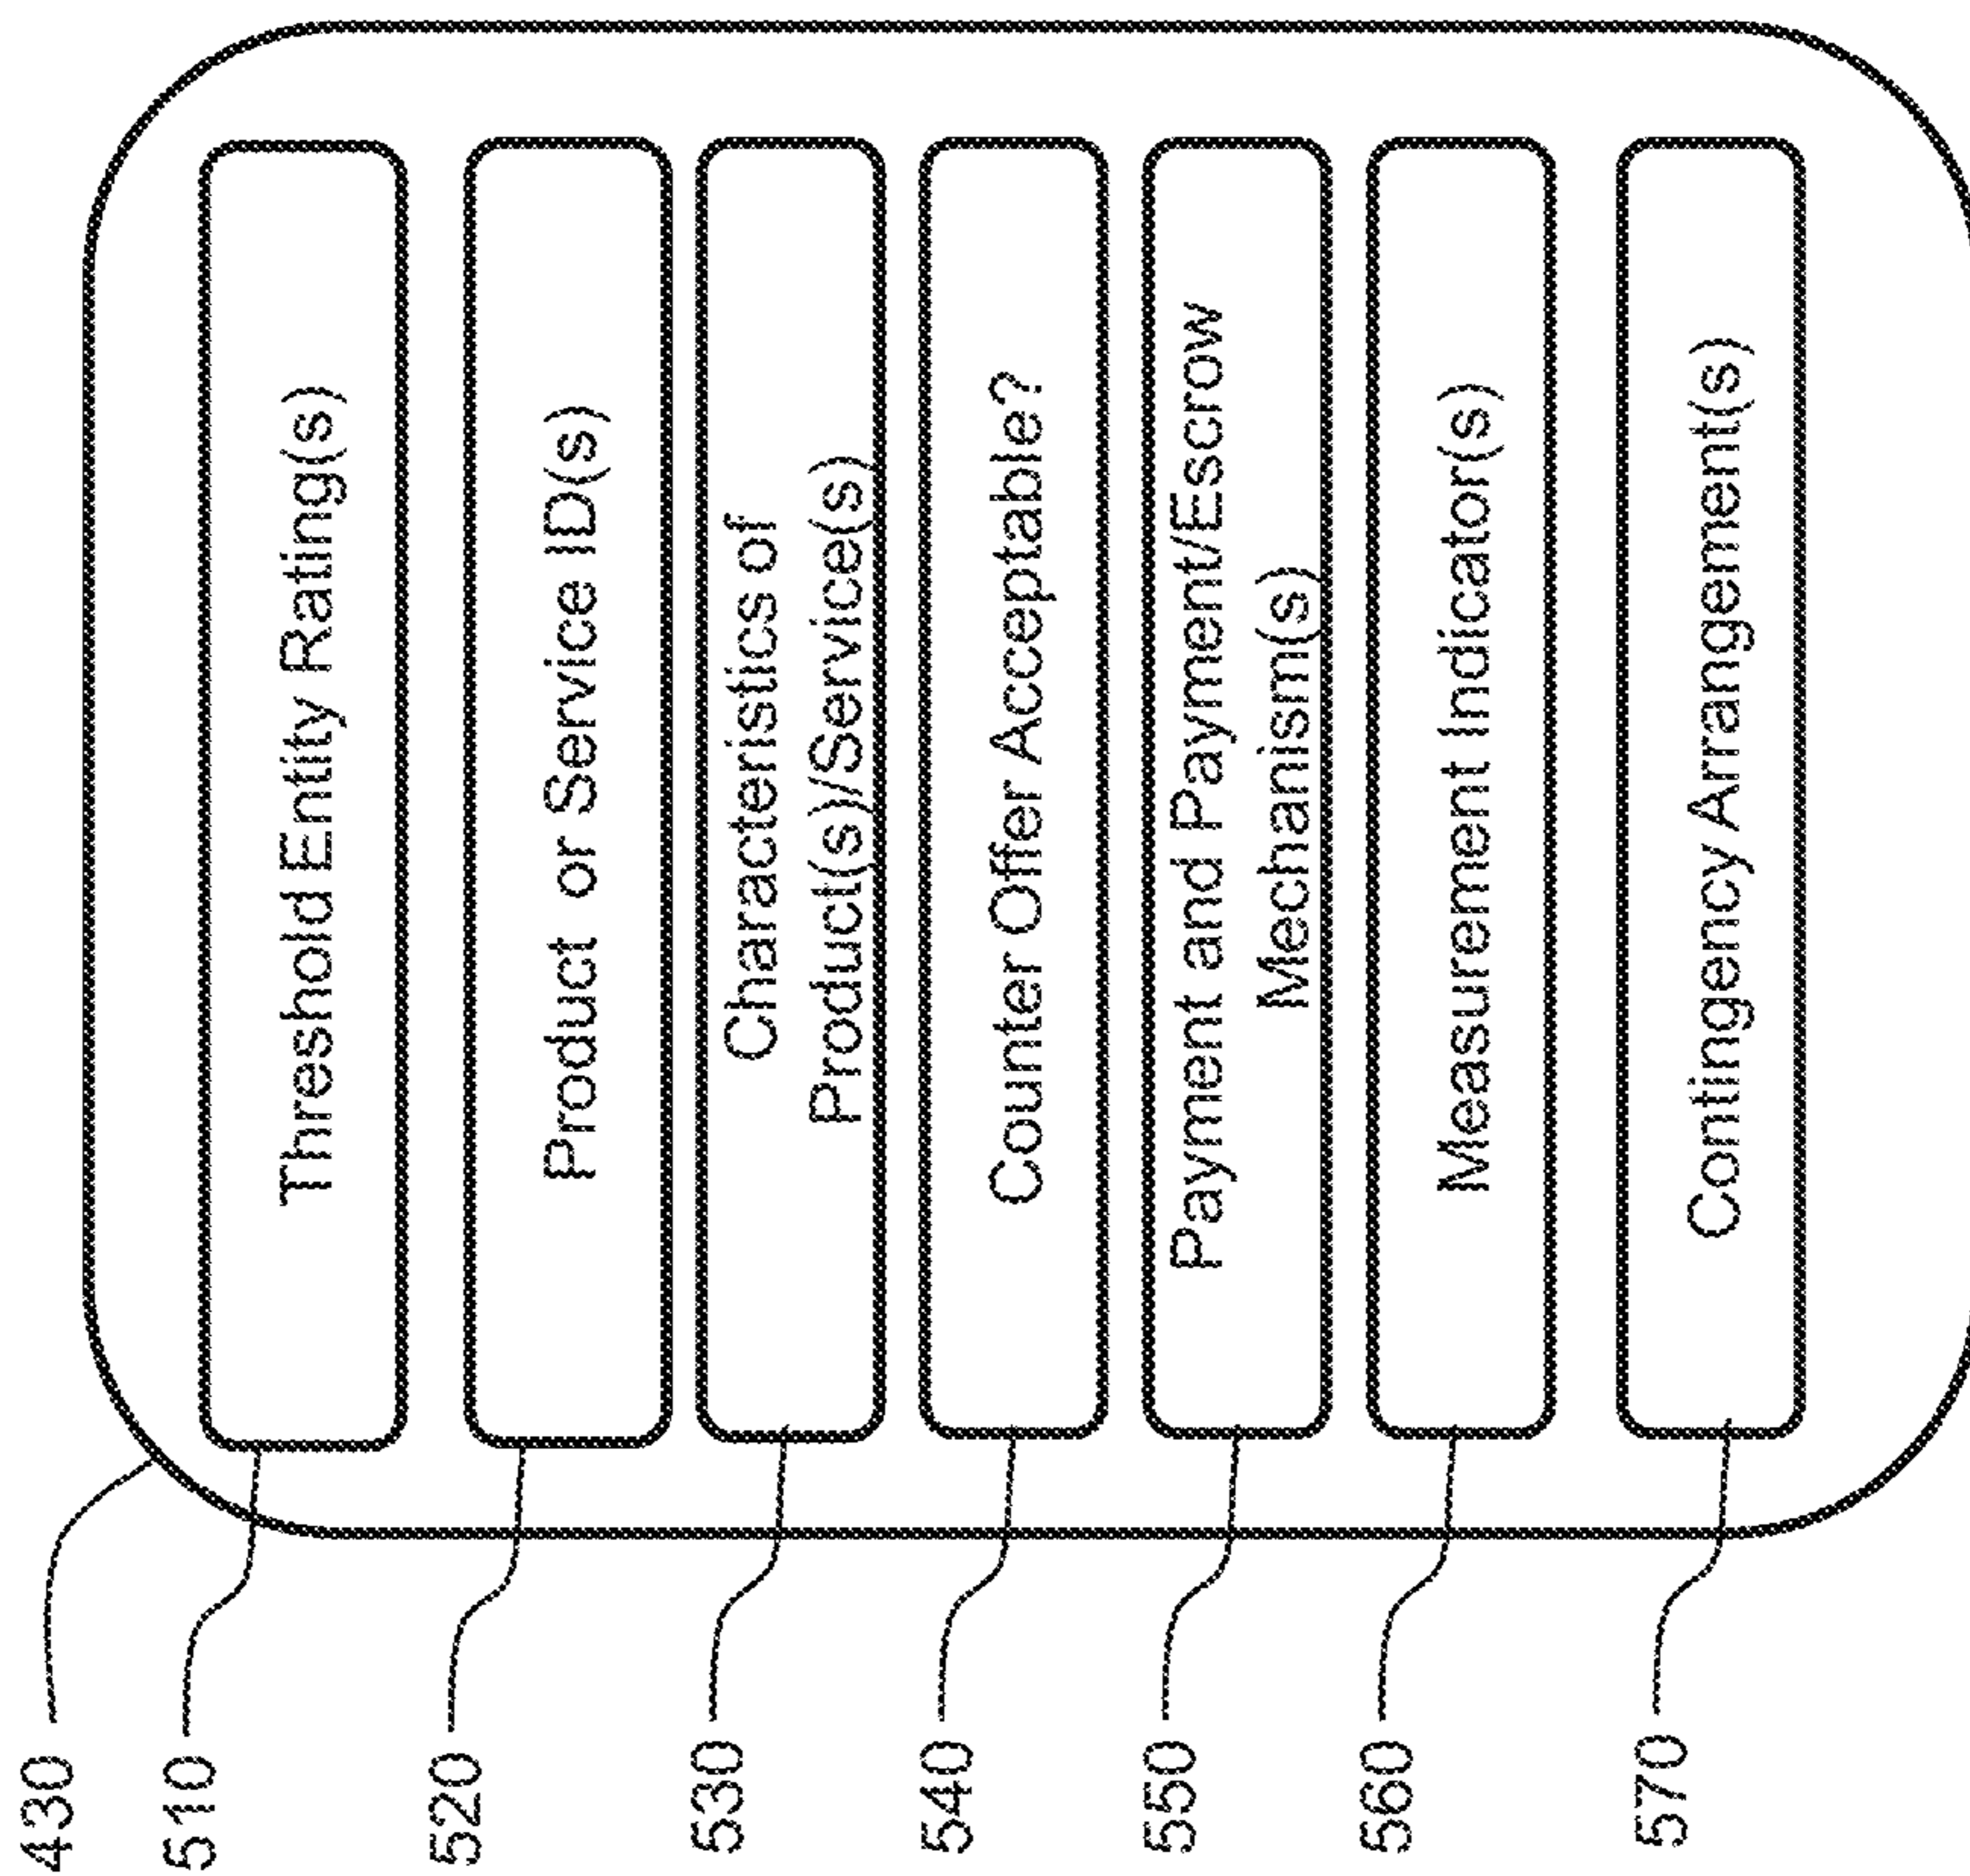 430
510
Threshold Entity Rating(s)
520
Product or Service ID(s)
530
Characteristics of
Product(s)/Service(s)
540
Counter Offer Acceptable?
550
Payment and Payment/Escrow
Mechanism(s)
560
Measurement Indicator(s)
570
Contingency Arrangement(s)